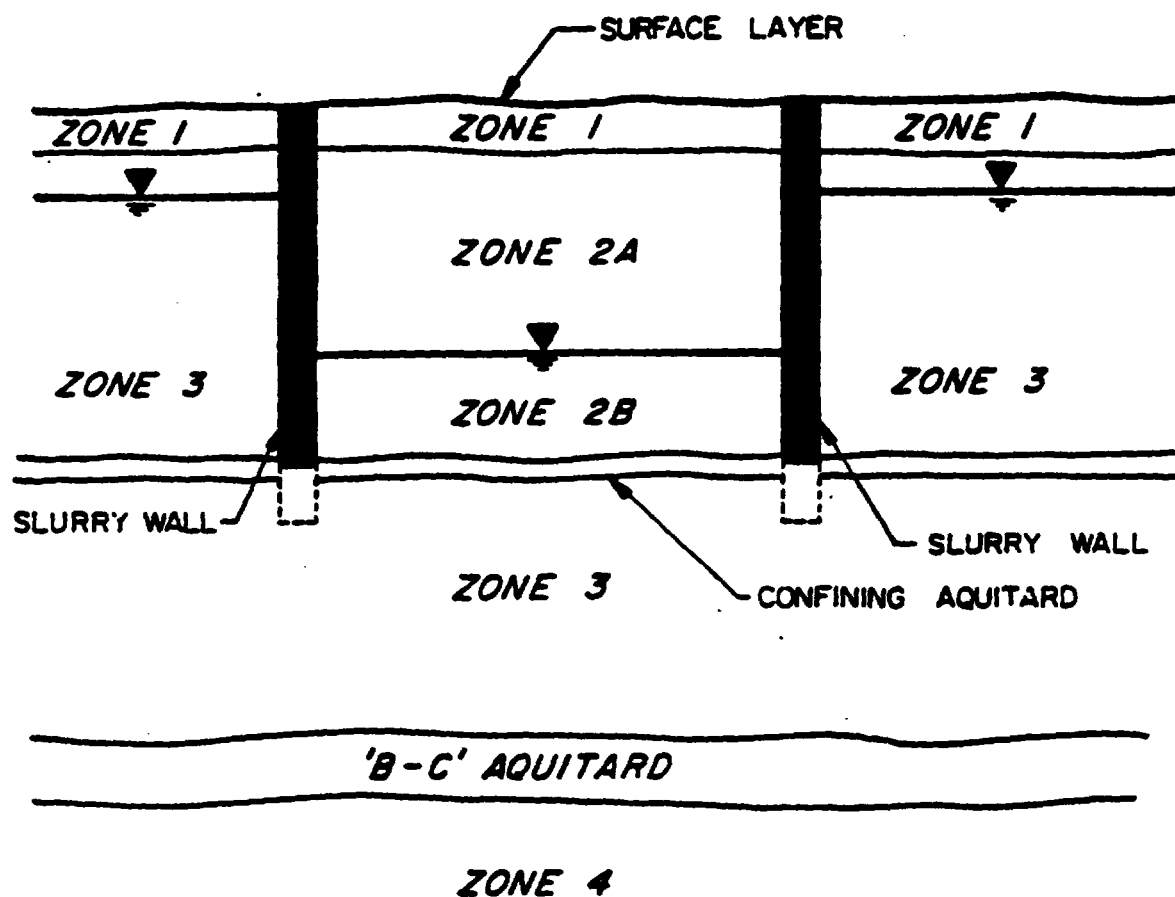 SURFACE LAYER
ZONE 1
ZONE 1
ZONE 1
ZONE 2A
ZONE 3
ZONE 3
ZONE 2B
SLURRY WALL
SLURRY WALL
ZONE 3
CONFINING AQUITARD
'B-C' AQUITARD
ZONE 4